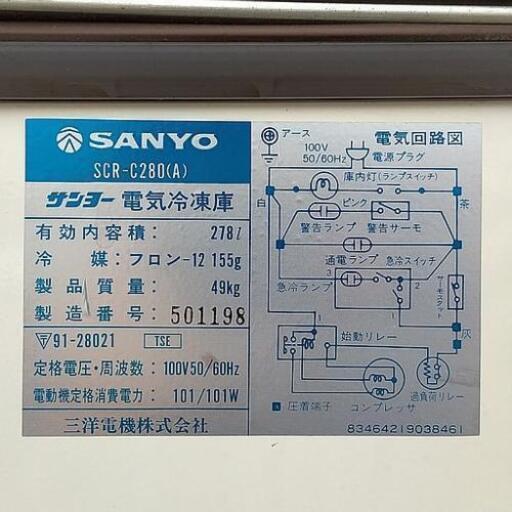 SANYO
SCR-C280(A)
サンヨー 電気冷凍庫
有効内容積: 278ℓ
冷媒: フロン-12 155g
製品質量: 49kg
製造番号: 501198
91-28021 TSE
定格電圧・周波数: 100V50/60Hz
電動機定格消費電力: 101/101W
三洋電機株式会社
アース
100V
50/60Hz
電気回路図
電源プラグ
庫内灯(ランプスイッチ)
白
ピンク
茶
警告ランプ
警告サーモ
通電ランプ
急冷スイッチ
急冷ランプ
3
2
1
サーモスタット
1
1
灰
始動リレー
圧着端子
コンプレッサ
過負荷リレー
83464219038461